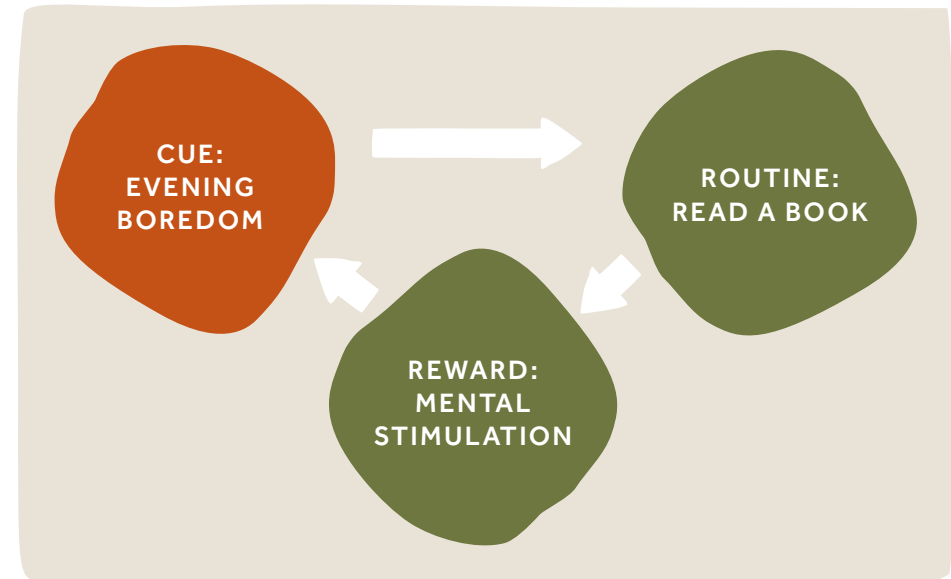 CUE:
EVENING
BOREDOM
ROUTINE:
READ A BOOK
REWARD:
MENTAL
STIMULATION